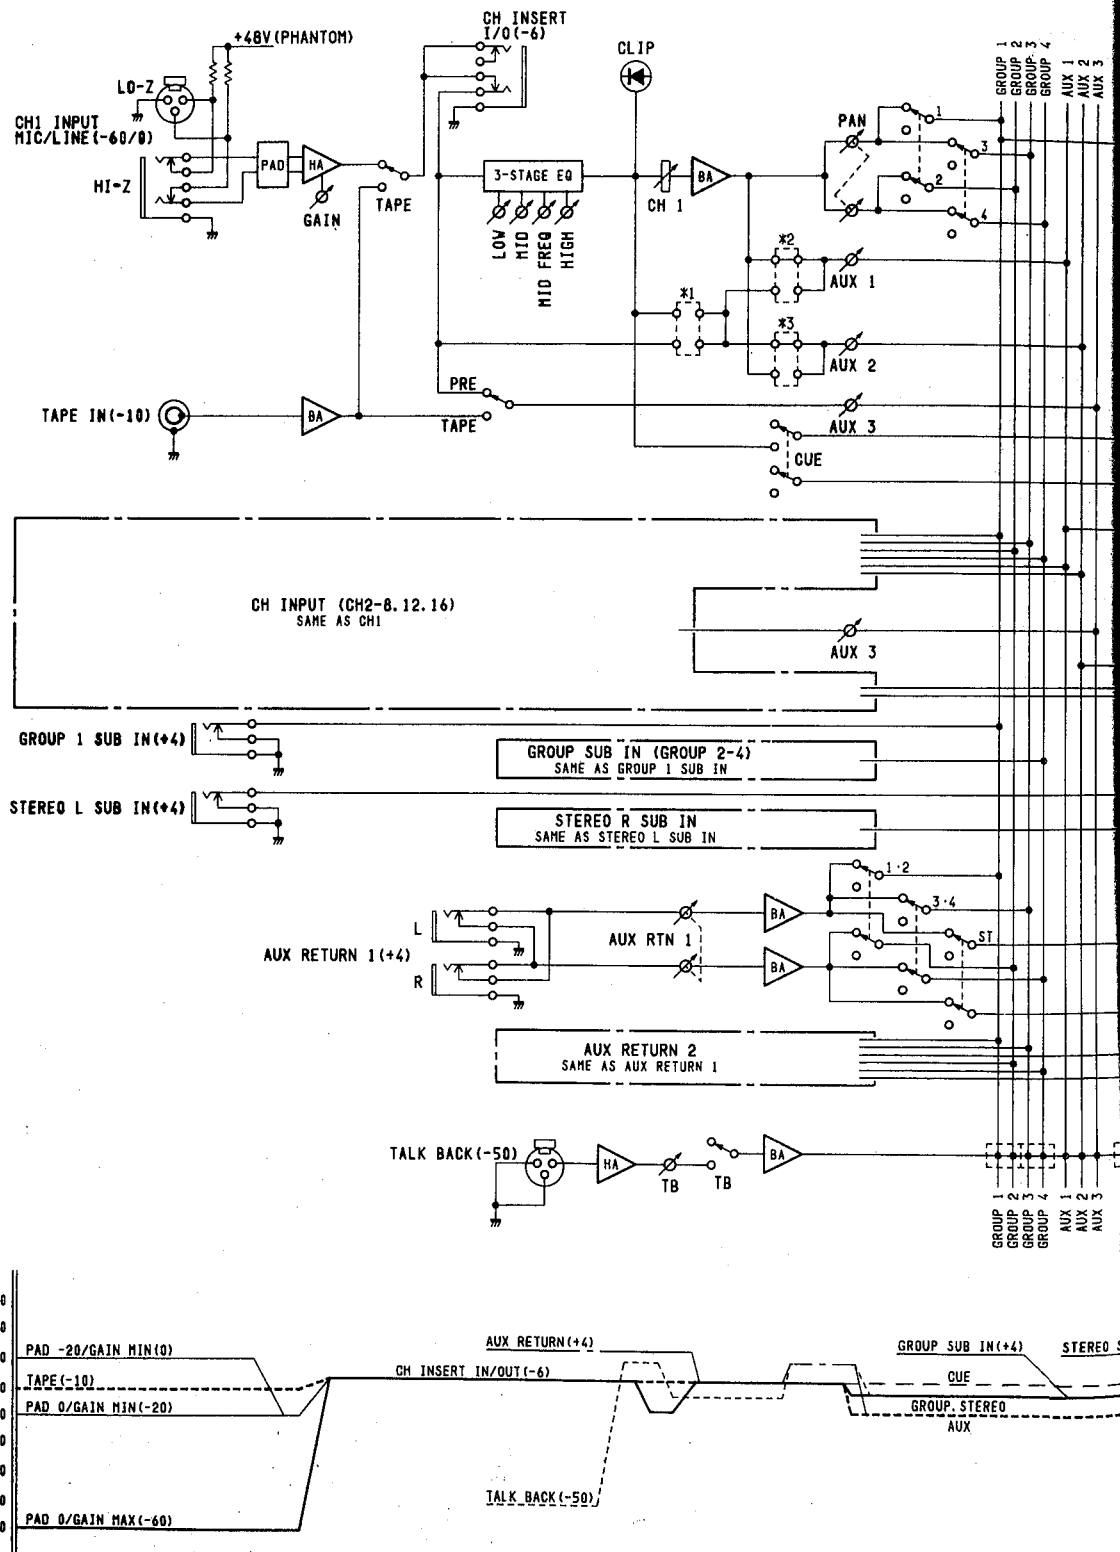 CH INSERT
I/O(-6)
+48V(PHANTOM)
CLIP
GROUP 1
GROUP 2
GROUP 3
GROUP 4
AUX 1
AUX 2
AUX 3
LO-Z
CH1 INPUT
MIC/LINE(-60/0)
PAN
1
3
2
4
PAD
HA
3-STAGE EQ
BA
HI-Z
GAIN
TAPE
CH 1
LOW
MID
MID FREQ
HIGH
*2
AUX 1
*1
*3
AUX 2
PRE
TAPE IN(-10)
BA
TAPE
AUX 3
CUE
CH INPUT (CH2-8.12.16)
SAME AS CH1
AUX 3
GROUP 1 SUB IN(+4)
GROUP SUB IN (GROUP 2-4)
SAME AS GROUP 1 SUB IN
STEREO L SUB IN(+4)
STEREO R SUB IN
SAME AS STEREO L SUB IN
1·2
3·4
ST
L
AUX RETURN 1(+4)
R
AUX RTN 1
BA
BA
AUX RETURN 2
SAME AS AUX RETURN 1
TALK BACK(-50)
HA
TB
TB
BA
GROUP 1
GROUP 2
GROUP 3
GROUP 4
AUX 1
AUX 2
AUX 3
PAD -20/GAIN MIN(0)
AUX RETURN(+4)
GROUP SUB IN(+4)
STEREO S
TAPE(-10)
CH INSERT IN/OUT(-6)
CUE
PAD 0/GAIN MIN(-20)
GROUP. STEREO
AUX
TALK BACK(-50)
PAD 0/GAIN MAX(-60)